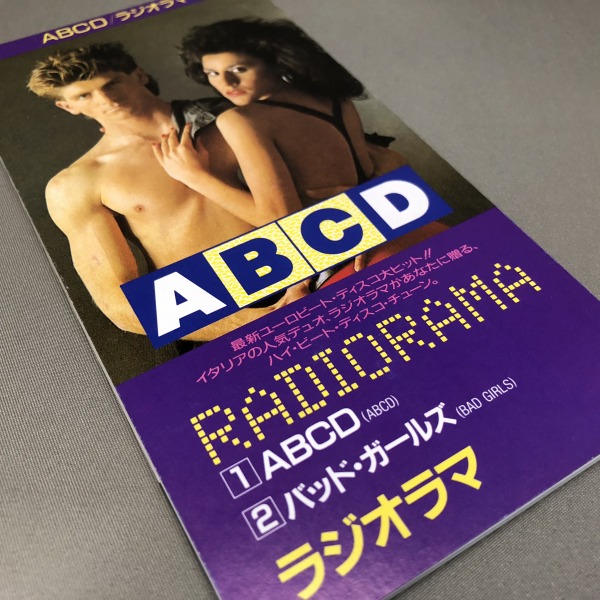 ABCD/ラジオラマ
ABCD
最新ユーロビート・ディスコ大ヒット!!
イタリアの人気デュオ、ラジオラマがあなたに贈る、
ハイ・ビート・ディスコ・チューン。
RADIORAMA
1 ABCD (ABCD)
2 バッド・ガールズ (BAD GIRLS)
ラジオラマ